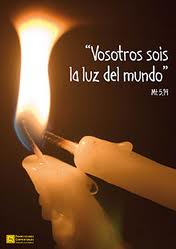 “Vosotros sois
la luz del mundo”
Mt 5,14